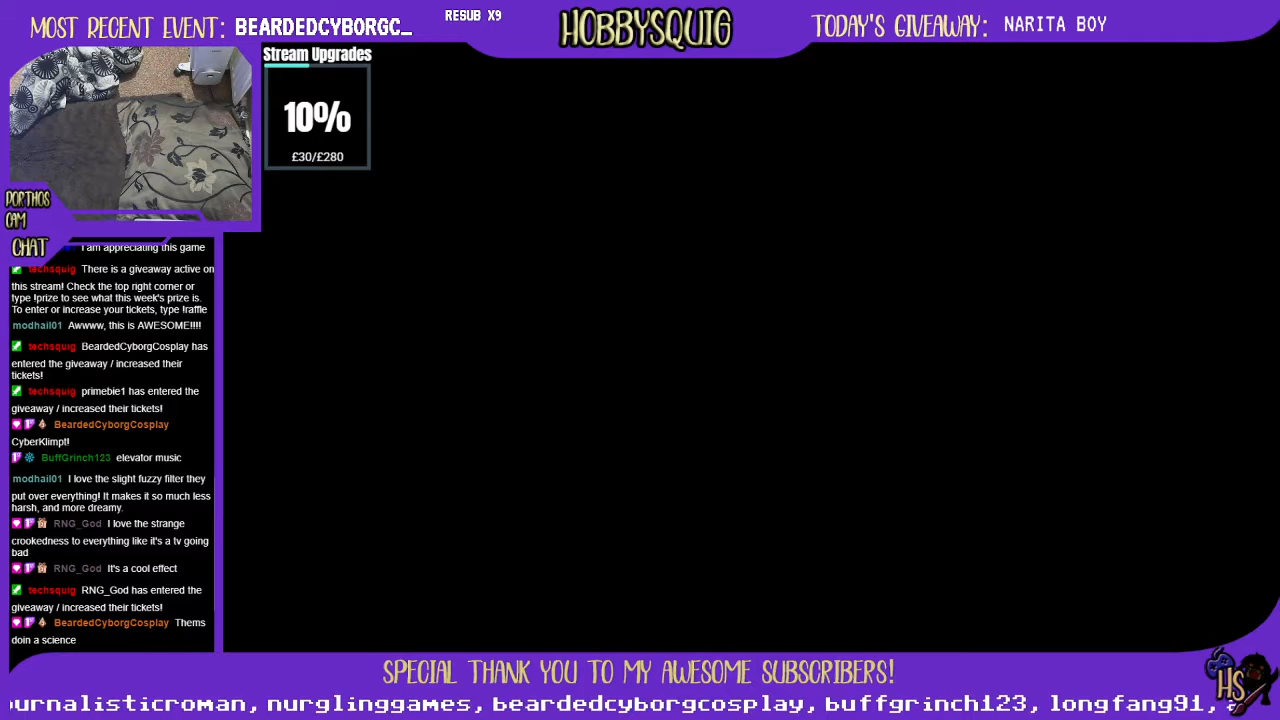 MOST RECENT EVENT: BEARDEDCYBORGC_
RESUB X9
HOBBYSQUIG
TODAY'S GIVEAWAY: NARITA BOY
Stream Upgrades
10%
£30/£280
PORTHOS
CAM
CHAT
I am appreciating this game
techsquig There is a giveaway active on
this stream! Check the top right corner or
type !prize to see what this week's prize is.
To enter or increase your tickets, type !raffle
modhail01 Awwww, this is AWESOME!!!!
techsquig BeardedCyborgCosplay has
entered the giveaway / increased their
tickets!
techsquig primebie1 has entered the
giveaway / increased their tickets!
BeardedCyborgCosplay
CyberKlimpt!
BuffGrinch123 elevator music
modhail01 I love the slight fuzzy filter they
put over everything! It makes it so much less
harsh, and more dreamy.
RNG_God I love the strange
crookedness to everything like it's a tv going
bad
RNG_God It's a cool effect
techsquig RNG_God has entered the
giveaway / increased their tickets!
BeardedCyborgCosplay Thems
doin a science
SPECIAL THANK YOU TO MY AWESOME SUBSCRIBERS!
urnalisticroman, nurglinggames, beardedcyborgcosplay, buffgrinch123, longfang91,
HS